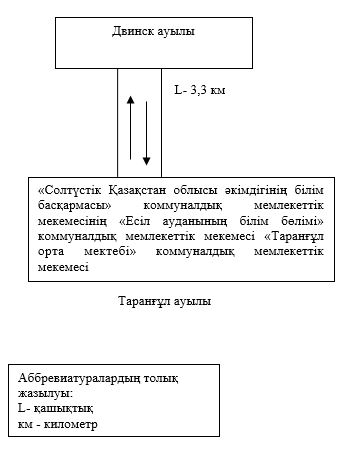 Двинск ауылы
L- 3,3 км
«Солтүстік Қазақстан облысы әкімдігінің білім
басқармасы» коммуналдық мемлекеттік
мекемесінің «Есіл ауданының білім бөлімі»
коммуналдық мемлекеттік мекемесі «Таранғұл
орта мектебі» коммуналдық мемлекеттік
мекемесі
Таранғұл ауылы
Аббревиатуралардың толық
жазылуы:
L- қашықтық
км - километр